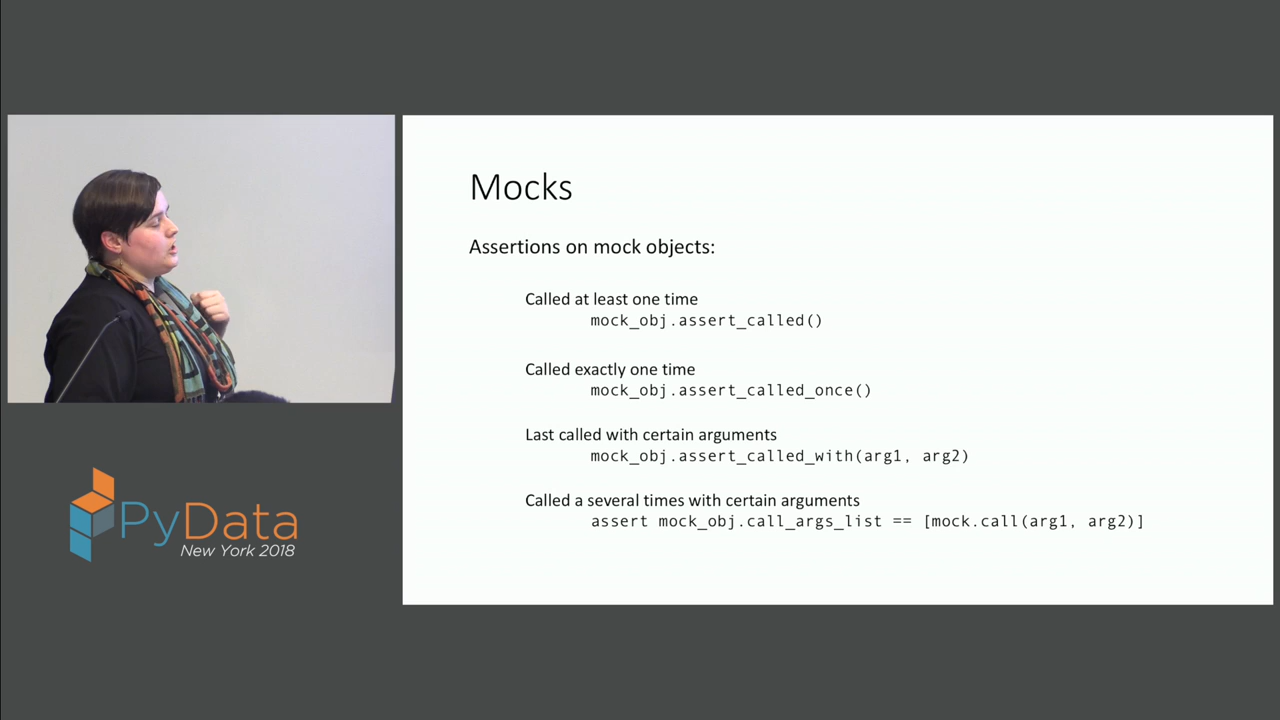 Mocks
Assertions on mock objects:
Called at least one time
mock_obj.assert_called()
Called exactly one time
mock_obj.assert_called_once()
Last called with certain arguments
mock_obj.assert_called_with(arg1, arg2)
Called a several times with certain arguments
assert mock_obj.call_args_list == [mock.call(arg1, arg2)]
PyData
New York 2018